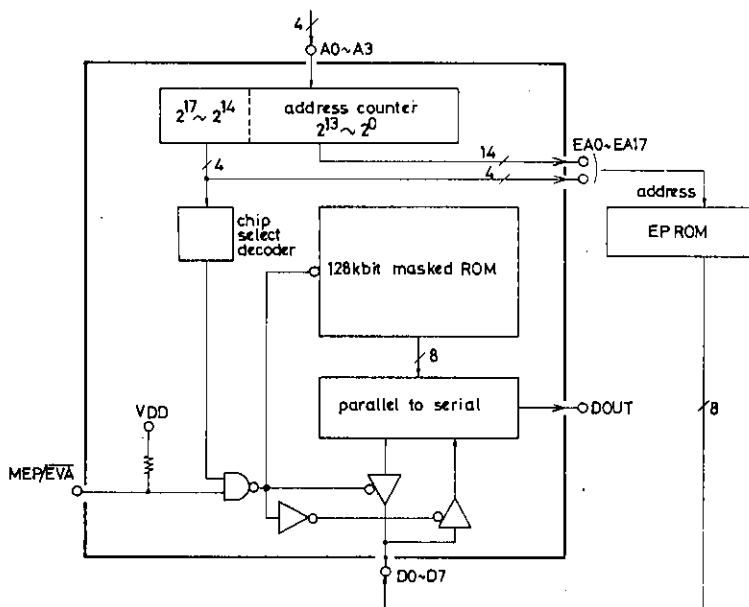 4
A0~A3
2^17~2^14
address counter
2^13~2^0
14
EA0~EA17
4
4
address
chip
select
decoder
EP ROM
128kbit masked ROM
8
parallel to serial
DOUT
8
VDD
MEP/E̅V̅A̅
D0~D7